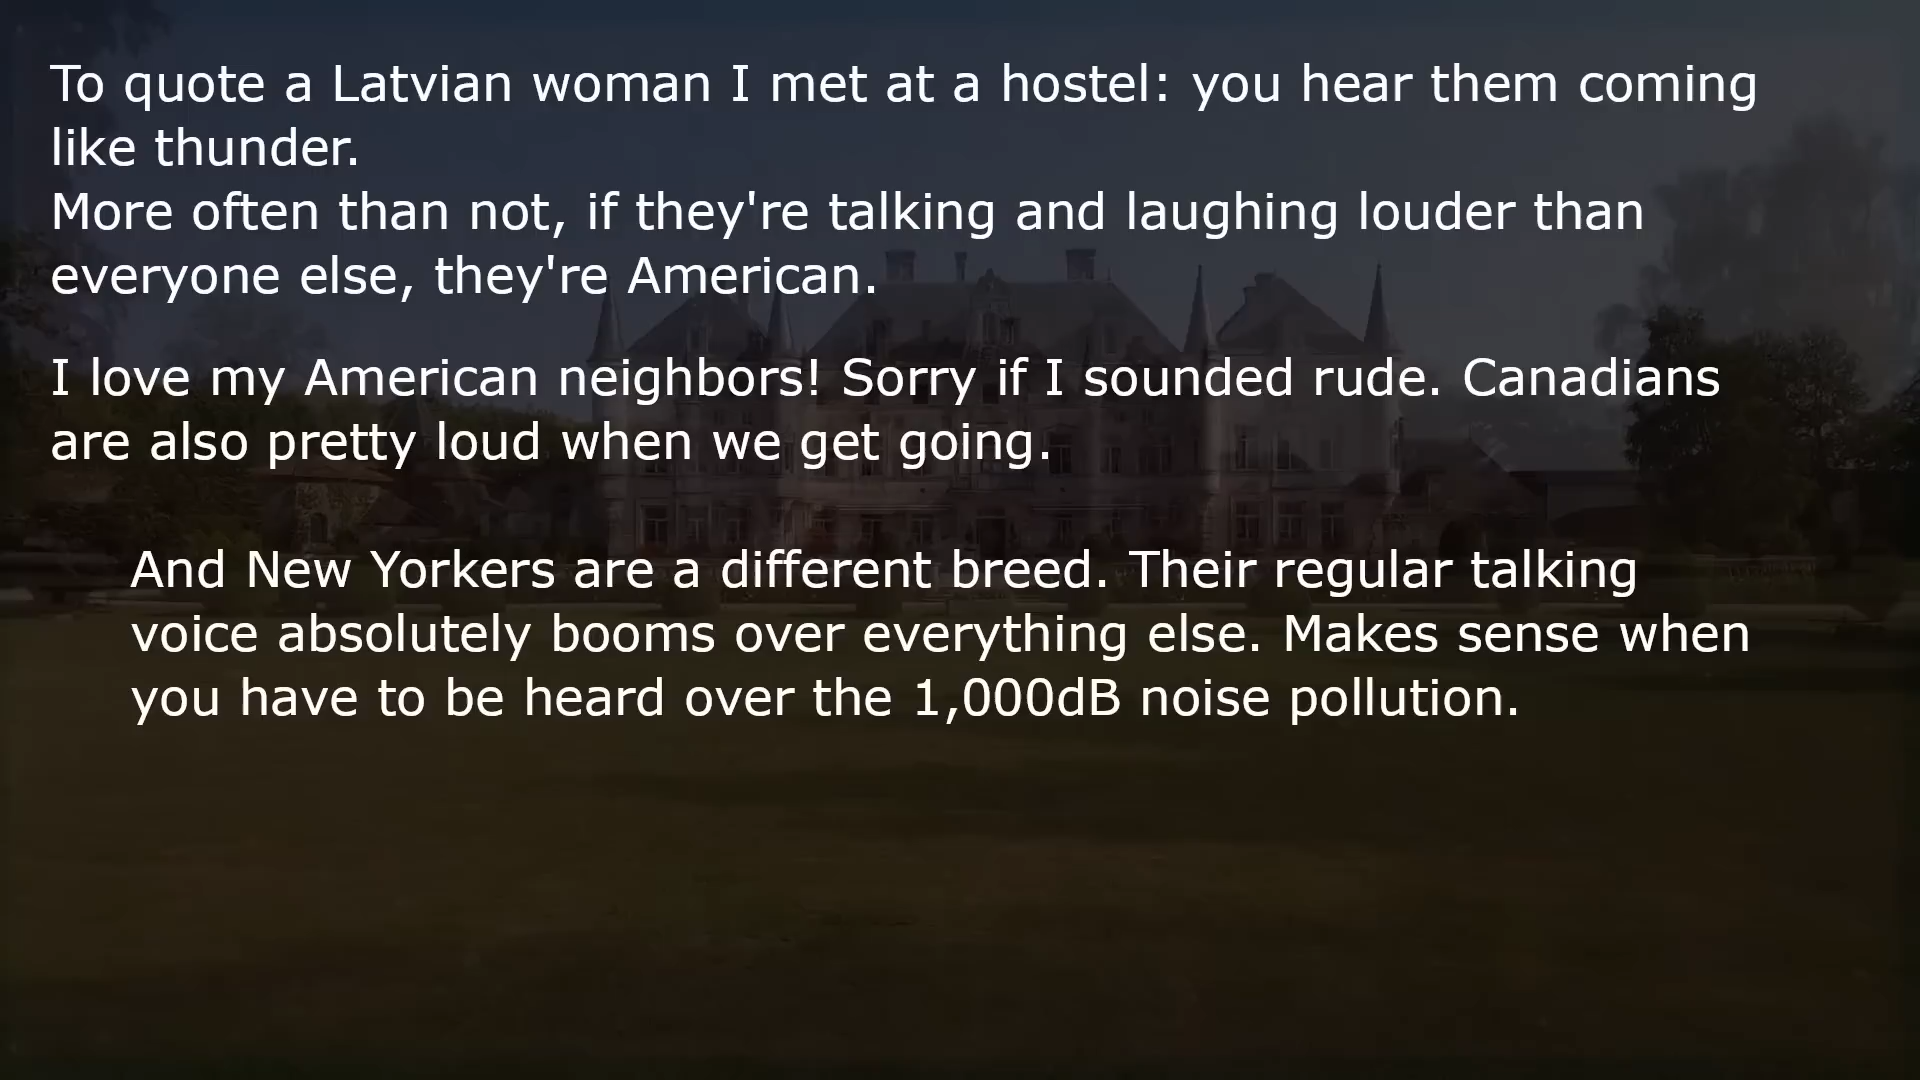 To quote a Latvian woman I met at a hostel: you hear them coming
like thunder.
More often than not, if they're talking and laughing louder than
everyone else, they're American.
I love my American neighbors! Sorry if I sounded rude. Canadians
are also pretty loud when we get going.
And New Yorkers are a different breed. Their regular talking
voice absolutely booms over everything else. Makes sense when
you have to be heard over the 1,000dB noise pollution.